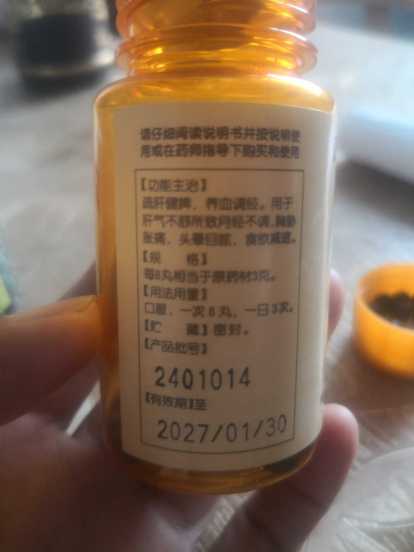 请仔细阅读说明书并按说明使
用或在药师指导下购买和使用
【功能主治】
疏肝健脾，养血调经。用于
肝气不舒所致月经不调，胸胁
胀痛，头晕目眩，食欲减退。
【规　　格】
每8丸相当于原药材3克。
【用法用量】
口服，一次8丸，一日3次。
【贮　　藏】密封。
【产品批号】
2401014
【有效期】至
2027/01/30